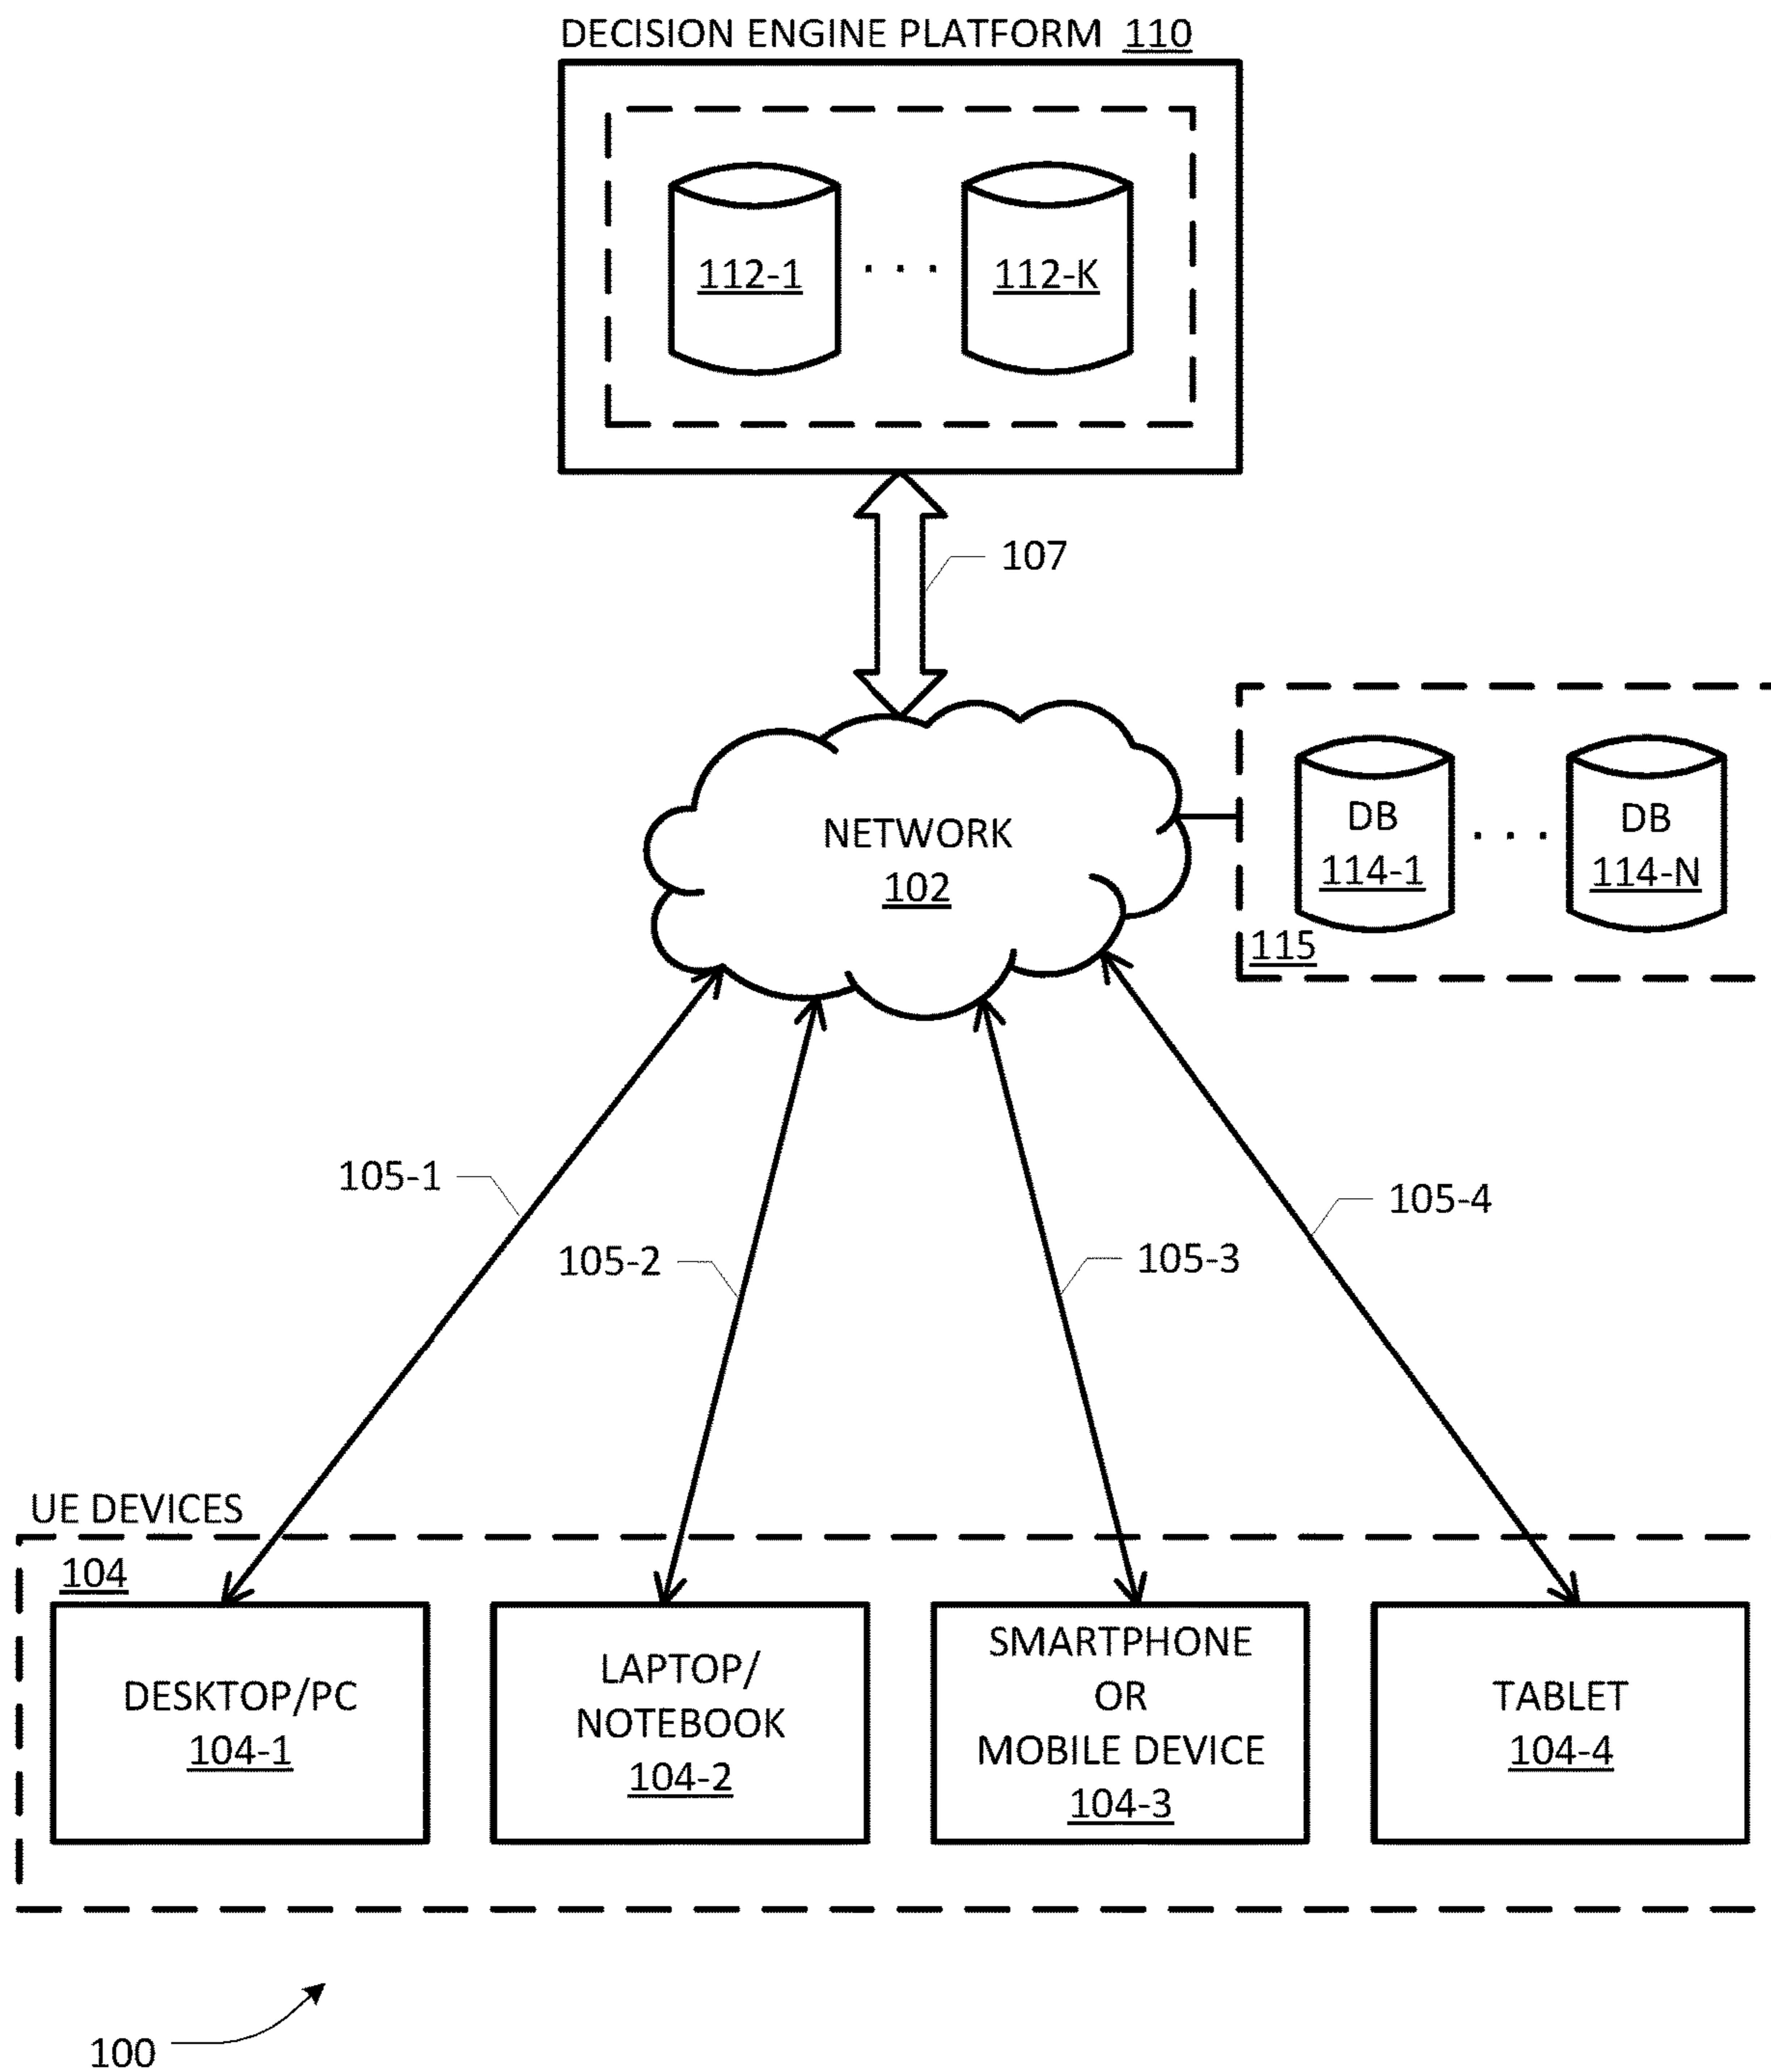 DECISION ENGINE PLATFORM 110
112-1 . . . 112-K
107
NETWORK
102
DB
114-1
. . .
DB
114-N
115
105-1
105-2
105-3
105-4
UE DEVICES
104
DESKTOP/PC
104-1
LAPTOP/
NOTEBOOK
104-2
SMARTPHONE
OR
MOBILE DEVICE
104-3
TABLET
104-4
100